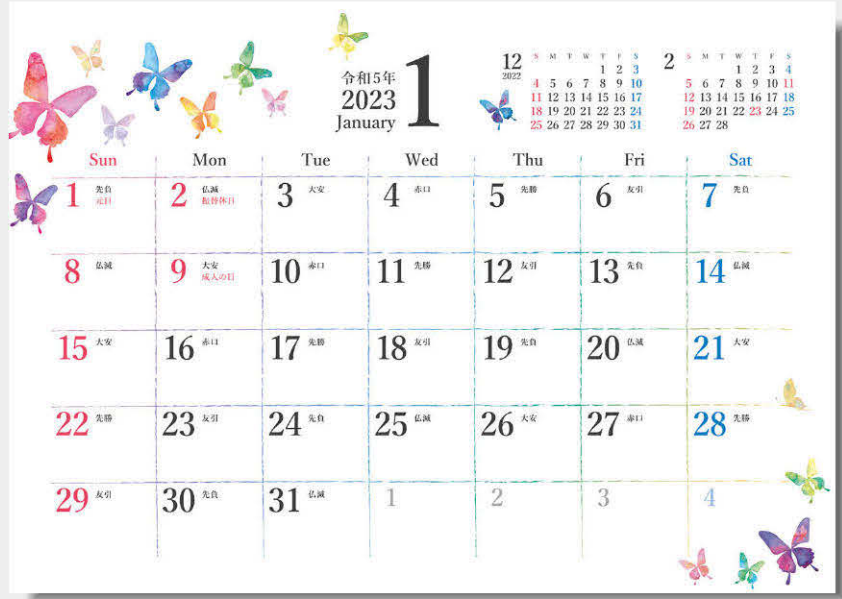 令和5年
2023
January
1
12
2022
S M T W T F S
1 2 3
4 5 6 7 8 9 10
11 12 13 14 15 16 17
18 19 20 21 22 23 24
25 26 27 28 29 30 31
2
S M T W T F S
1 2 3 4
5 6 7 8 9 10 11
12 13 14 15 16 17 18
19 20 21 22 23 24 25
26 27 28
Sun Mon Tue Wed Thu Fri Sat
1 先負 2 仏滅 3 大安 4 赤口 5 先勝 6 友引 7 先負
元日 振替休日
8 仏滅 9 大安 10 赤口 11 先勝 12 友引 13 先負 14 仏滅
成人の日
15 大安 16 赤口 17 先勝 18 友引 19 先負 20 仏滅 21 大安
22 先勝 23 友引 24 先負 25 仏滅 26 大安 27 赤口 28 先勝
29 友引 30 先負 31 仏滅 1 2 3 4